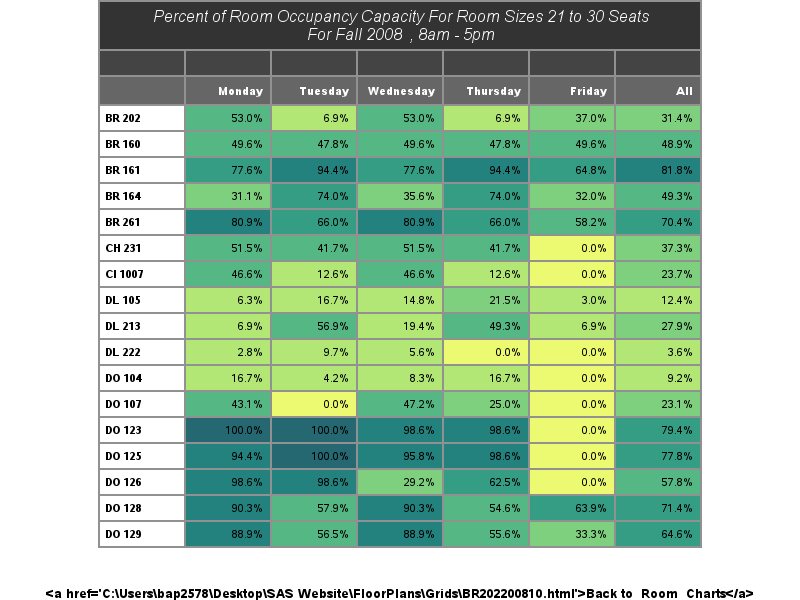 Percent of Room Occupancy Capacity For Room Sizes 21 to 30 Seats
For Fall 2008 , 8am - 5pm
Monday Tuesday Wednesday Thursday Friday All
BR 202 53.0% 6.9% 53.0% 6.9% 37.0% 31.4%
BR 160 49.6% 47.8% 49.6% 47.8% 49.6% 48.9%
BR 161 77.6% 94.4% 77.6% 94.4% 64.8% 81.8%
BR 164 31.1% 74.0% 35.6% 74.0% 32.0% 49.3%
BR 261 80.9% 66.0% 80.9% 66.0% 58.2% 70.4%
CH 231 51.5% 41.7% 51.5% 41.7% 0.0% 37.3%
CI 1007 46.6% 12.6% 46.6% 12.6% 0.0% 23.7%
DL 105 6.3% 16.7% 14.8% 21.5% 3.0% 12.4%
DL 213 6.9% 56.9% 19.4% 49.3% 6.9% 27.9%
DL 222 2.8% 9.7% 5.6% 0.0% 0.0% 3.6%
DO 104 16.7% 4.2% 8.3% 16.7% 0.0% 9.2%
DO 107 43.1% 0.0% 47.2% 25.0% 0.0% 23.1%
DO 123 100.0% 100.0% 98.6% 98.6% 0.0% 79.4%
DO 125 94.4% 100.0% 95.8% 98.6% 0.0% 77.8%
DO 126 98.6% 98.6% 29.2% 62.5% 0.0% 57.8%
DO 128 90.3% 57.9% 90.3% 54.6% 63.9% 71.4%
DO 129 88.9% 56.5% 88.9% 55.6% 33.3% 64.6%
<a href='C:\Users\bap2578\Desktop\SAS Website\FloorPlans\Grids\BR202200810.html'>Back to Room Charts</a>